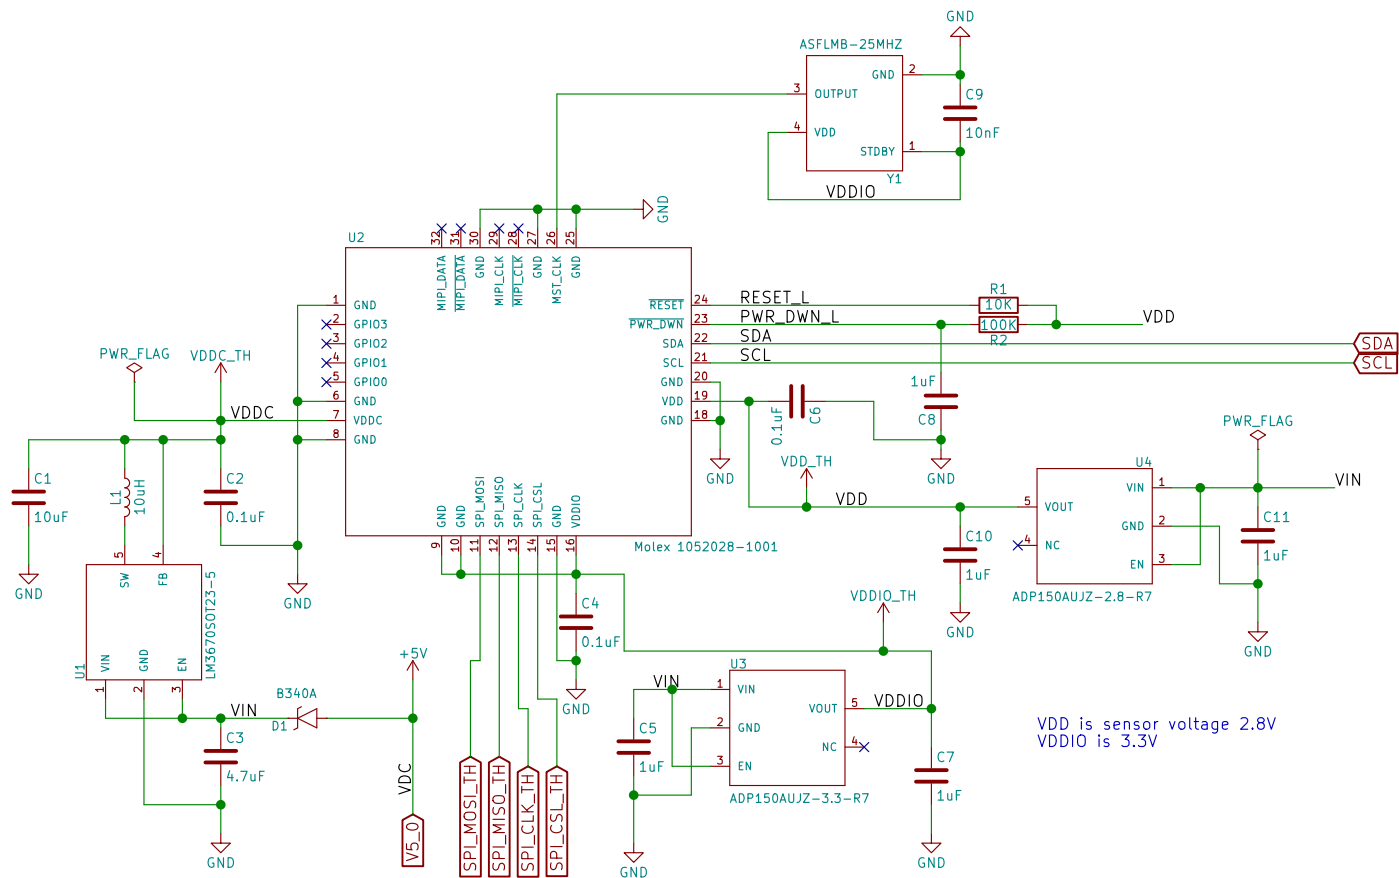 GND
ASFLMB-25MHZ
GND 2
3 OUTPUT
C9
10nF
4 VDD
STDBY 1
Y1
VDDIO
GND
U2
32 31 30 29 28 27 26 25
MIPI_DATA MIPI_DATA GND MIPI_CLK MIPI_CLK GND MST_CLK GND
1 GND
2 GPIO3
3 GPIO2
4 GPIO1
5 GPIO0
6 GND
7 VDDC
8 GND
RESET 24
PWR_DWN 23
SDA 22
SCL 21
GND 20
VDD 19
GND 18
RESET_L
PWR_DWN_L
SDA
SCL
R1
10K
100K
R2
VDD
SDA
SCL
PWR_FLAG
VDDC_TH
VDDC
1uF
C8
0.1uF
C6
GND
GND
PWR_FLAG
C1
10uF
L1
10uH
C2
0.1uF
GND SPI_MOSI SPI_MISO SPI_CLK SPI_CSL GND VDDIO
GND
9 10 11 12 13 14 15 16
Molex 1052028-1001
VDD_TH
VDD
U4
VIN 1
VIN
5 VOUT
GND 2
4 NC
EN 3
C10
1uF
C11
1uF
ADP150AUJZ-2.8-R7
GND
GND
5 4
SW FB
LM3670SOT23-5
U1
VIN GND EN
1 2 3
GND
GND
C4
0.1uF
GND
VDDIO_TH
+5V
B340A
D1
VIN
C3
4.7uF
GND
VDC
V5_0
SPI_MOSI_TH
SPI_MISO_TH
SPI_CLK_TH
SPI_CSL_TH
U3
VIN
1 VIN
VOUT 5
VDDIO
2 GND
NC 4
3 EN
C5
1uF
C7
1uF
ADP150AUJZ-3.3-R7
GND
GND
VDD is sensor voltage 2.8V
VDDIO is 3.3V